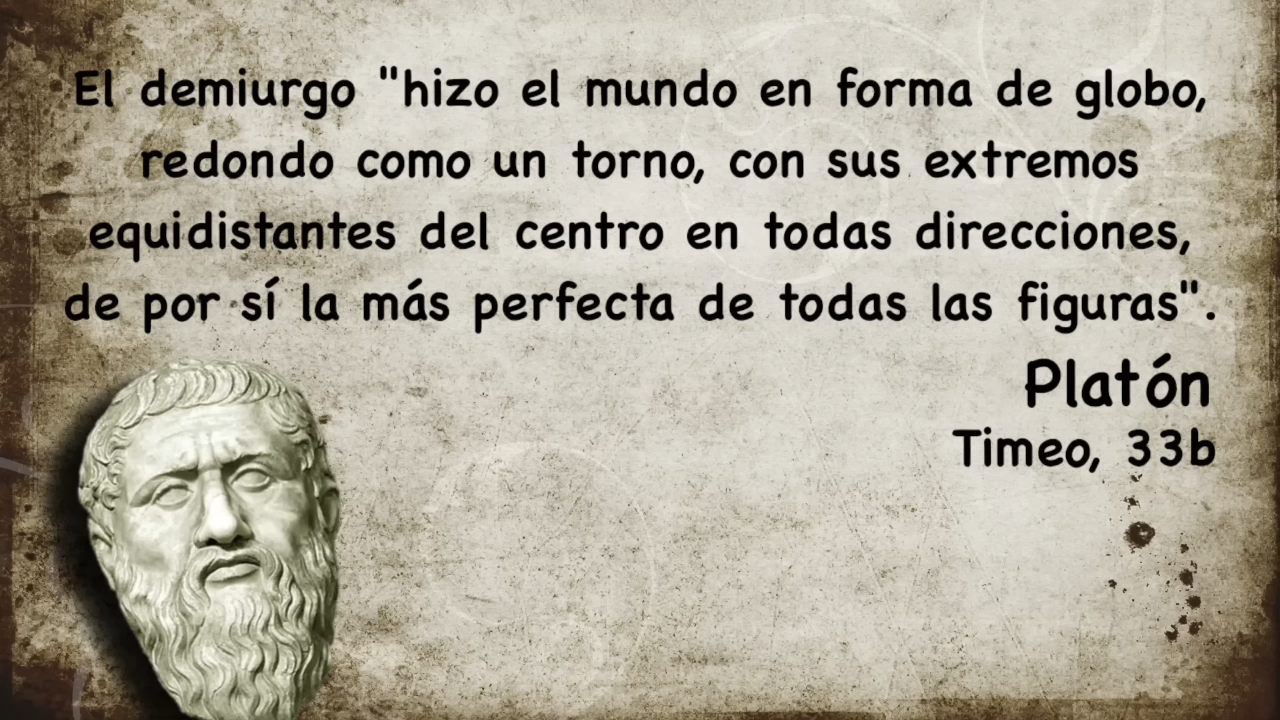 El demiurgo "hizo el mundo en forma de globo,
redondo como un torno, con sus extremos
equidistantes del centro en todas direcciones,
de por sí la más perfecta de todas las figuras".
Platón
Timeo, 33b